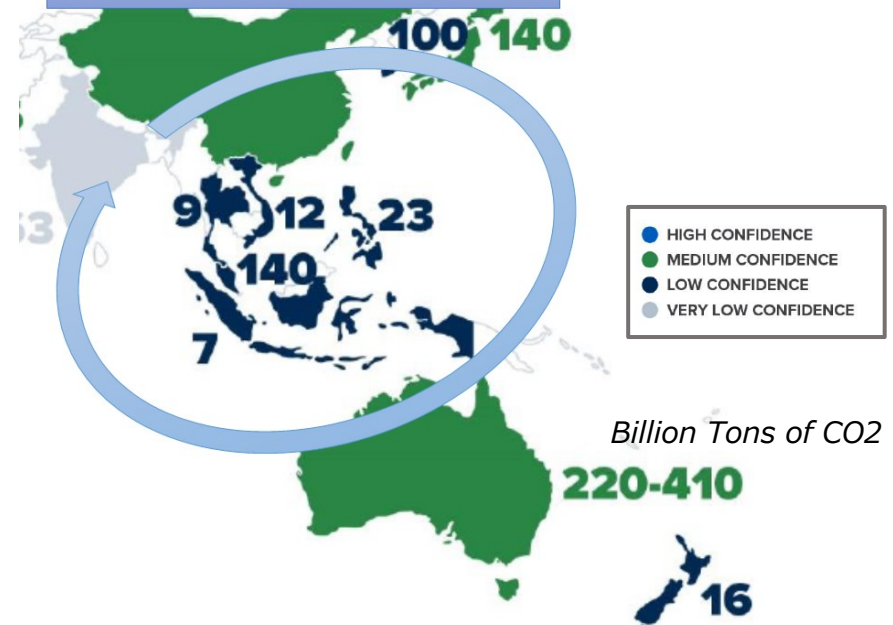 100 140
9 12 23
140
7
HIGH CONFIDENCE
MEDIUM CONFIDENCE
LOW CONFIDENCE
VERY LOW CONFIDENCE
Billion Tons of CO2
220-410
16